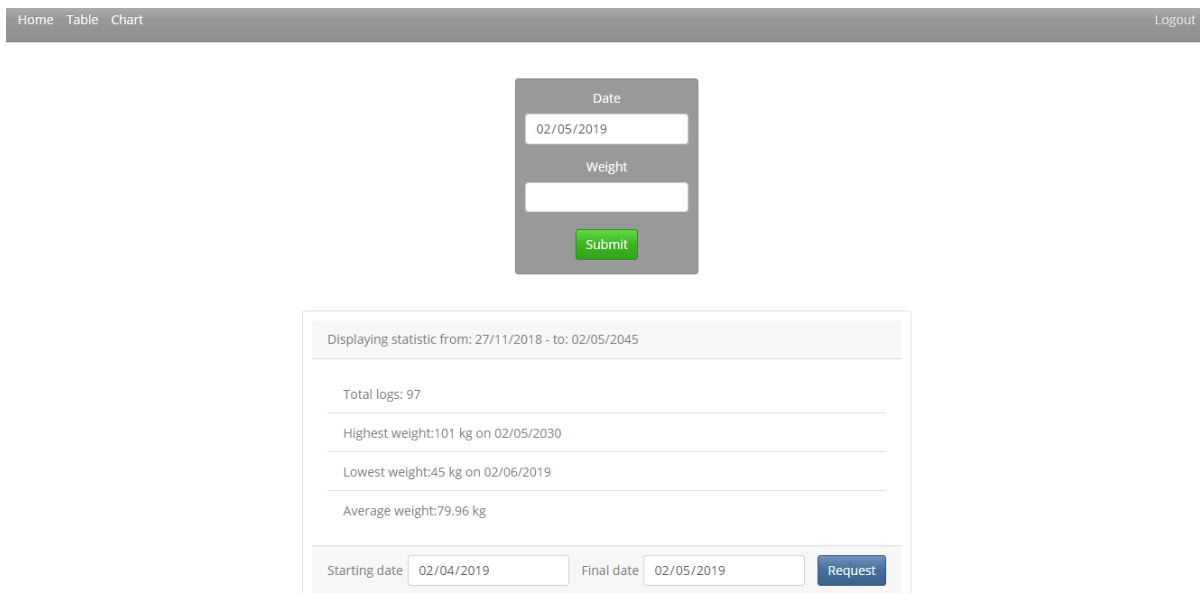 Home Table Chart Logout
Date
02/05/2019
Weight
Submit
Displaying statistic from: 27/11/2018 - to: 02/05/2045
Total logs: 97
Highest weight:101 kg on 02/05/2030
Lowest weight:45 kg on 02/06/2019
Average weight:79.96 kg
Starting date 02/04/2019 Final date 02/05/2019 Request